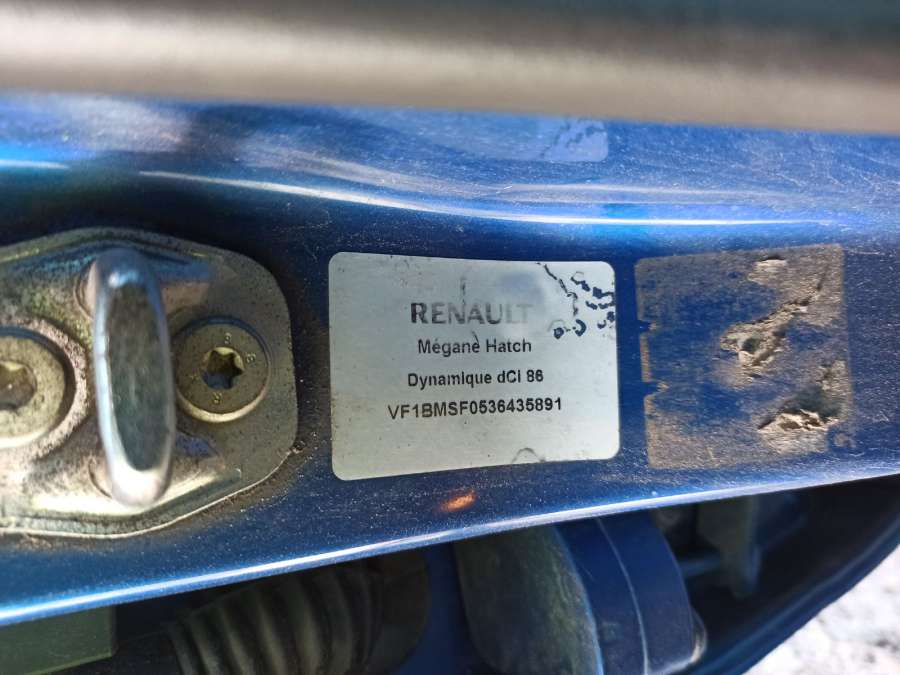 RENAULT
Mégane Hatch
Dynamique dCi 86
VF1BMSF0536435891